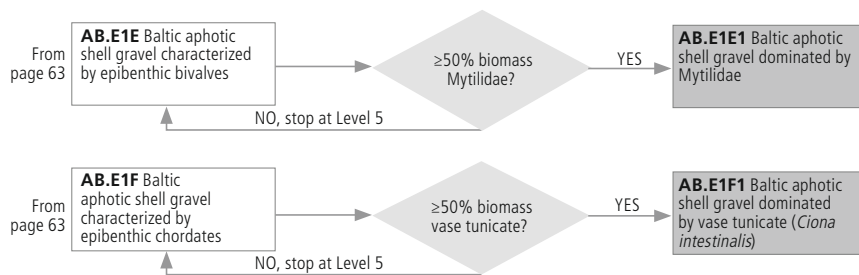 From
page 63
AB.E1E Baltic aphotic
shell gravel characterized
by epibenthic bivalves
≥50% biomass
Mytilidae?
YES
AB.E1E1 Baltic aphotic
shell gravel dominated by
Mytilidae
NO, stop at Level 5
From
page 63
AB.E1F Baltic
aphotic shell gravel
characterized by
epibenthic chordates
≥50% biomass
vase tunicate?
YES
AB.E1F1 Baltic aphotic
shell gravel dominated
by vase tunicate (Ciona
intestinalis)
NO, stop at Level 5